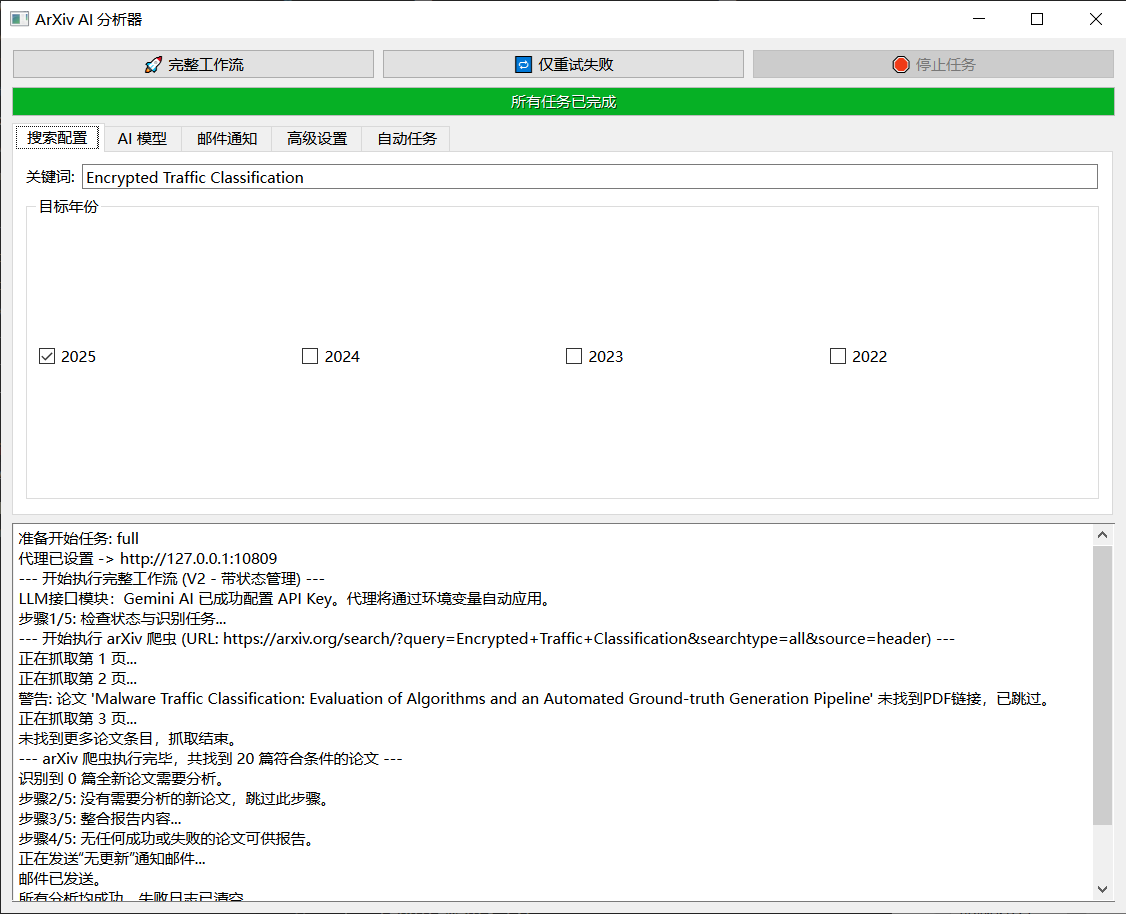 ArXiv AI 分析器
完整工作流
仅重试失败
停止任务
所有任务已完成
搜索配置
AI 模型
邮件通知
高级设置
自动任务
关键词: Encrypted Traffic Classification
目标年份
2025
2024
2023
2022
准备开始任务: full
代理已设置 -> http://127.0.0.1:10809
--- 开始执行完整工作流 (V2 - 带状态管理) ---
LLM接口模块：Gemini AI 已成功配置 API Key。代理将通过环境变量自动应用。
步骤1/5: 检查状态与识别任务...
--- 开始执行 arXiv 爬虫 (URL: https://arxiv.org/search/?query=Encrypted+Traffic+Classification&searchtype=all&source=header) ---
正在抓取第 1 页...
正在抓取第 2 页...
警告: 论文 'Malware Traffic Classification: Evaluation of Algorithms and an Automated Ground-truth Generation Pipeline' 未找到PDF链接，已跳过。
正在抓取第 3 页...
未找到更多论文条目，抓取结束。
--- arXiv 爬虫执行完毕，共找到 20 篇符合条件的论文 ---
识别到 0 篇全新论文需要分析。
步骤2/5: 没有需要分析的新论文，跳过此步骤。
步骤3/5: 整合报告内容...
步骤4/5: 无任何成功或失败的论文可供报告。
正在发送“无更新”通知邮件...
邮件已发送。
所有分析均成功，失败日志已清空